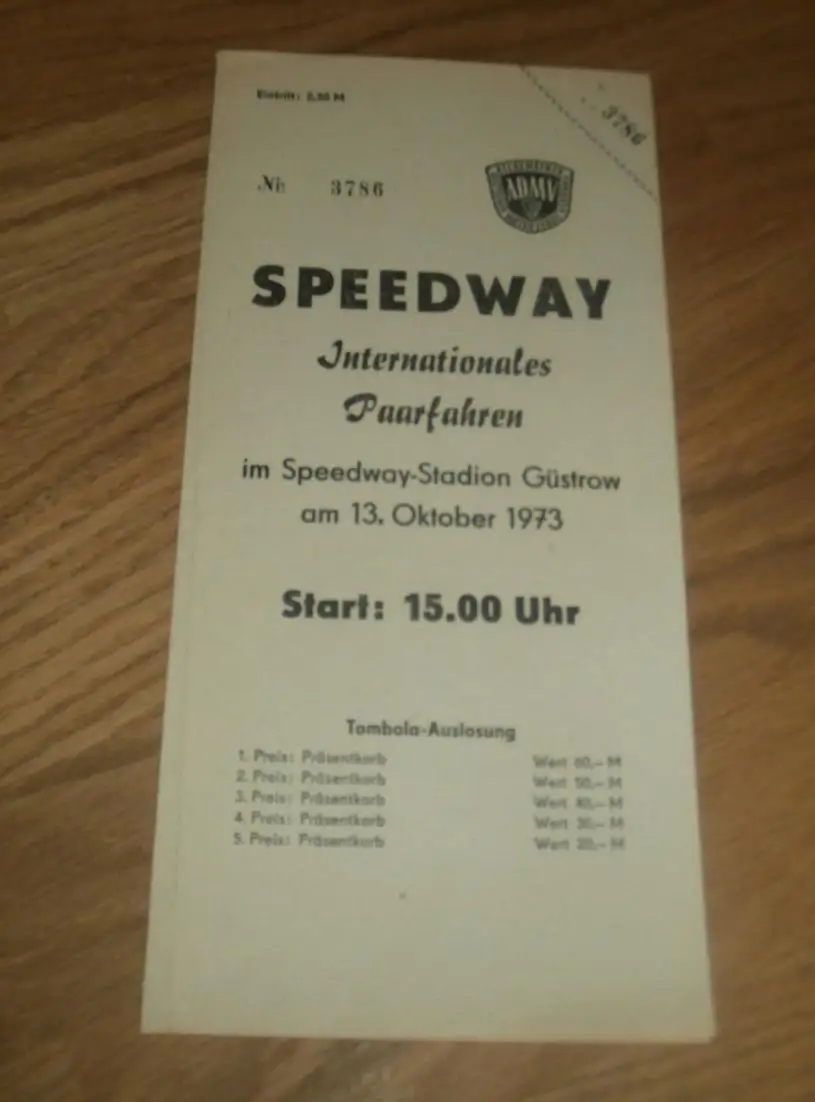 Eintritt: 2,50 M
3786
№ 3786
ADMV
SPEEDWAY
Internationales
Paarfahren
im Speedway-Stadion Güstrow
am 13. Oktober 1973
Start: 15.00 Uhr
Tombola-Auslosung
1. Preis: Präsentkorb Wert 60,– M
2. Preis: Präsentkorb Wert 50,– M
3. Preis: Präsentkorb Wert 40,– M
4. Preis: Präsentkorb Wert 30,– M
5. Preis: Präsentkorb Wert 20,– M